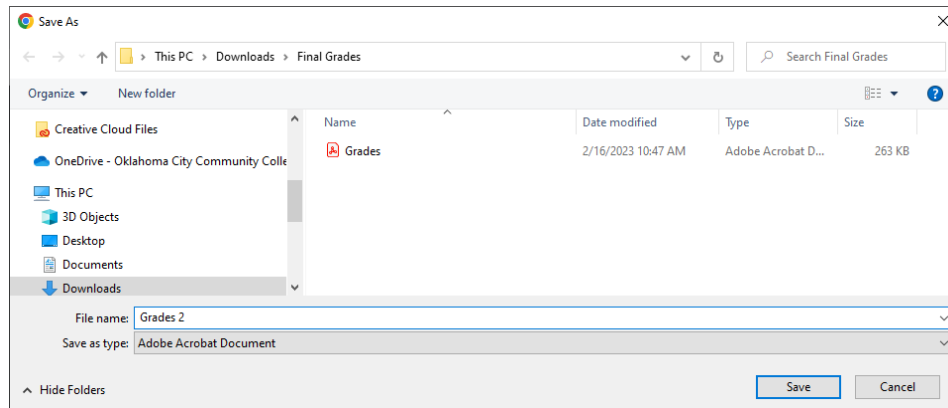 Save As
This PC > Downloads > Final Grades
Search Final Grades
Organize
New folder
Creative Cloud Files
OneDrive - Oklahoma City Community Colle
This PC
3D Objects
Desktop
Documents
Downloads
Name Date modified Type Size
Grades 2/16/2023 10:47 AM Adobe Acrobat D... 263 KB
File name: Grades 2
Save as type: Adobe Acrobat Document
Hide Folders
Save
Cancel